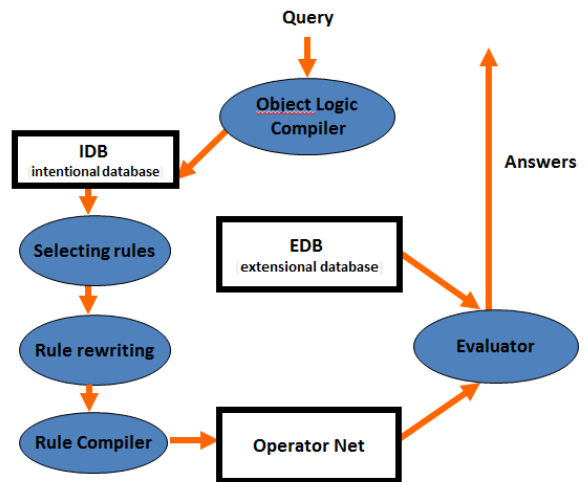 Query
Object Logic
Compiler
IDB
(intentional database)
Answers
Selecting rules
EDB
(extensional database)
Rule rewriting
Evaluator
Rule Compiler
Operator Net